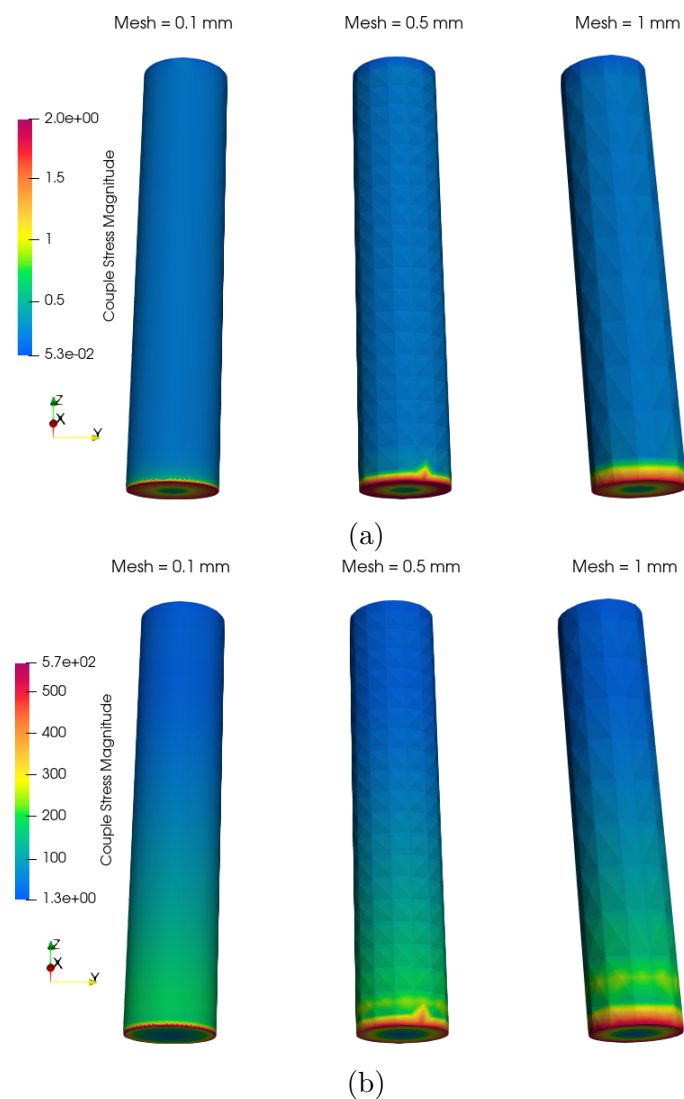 Mesh = 0.1 mm Mesh = 0.5 mm Mesh = 1 mm
2.0e+00
1.5
1
0.5
5.3e-02
Couple Stress Magnitude
Z
X
Y
(a)
Mesh = 0.1 mm Mesh = 0.5 mm Mesh = 1 mm
5.7e+02
500
400
300
200
100
1.3e+00
Couple Stress Magnitude
Z
X
Y
(b)